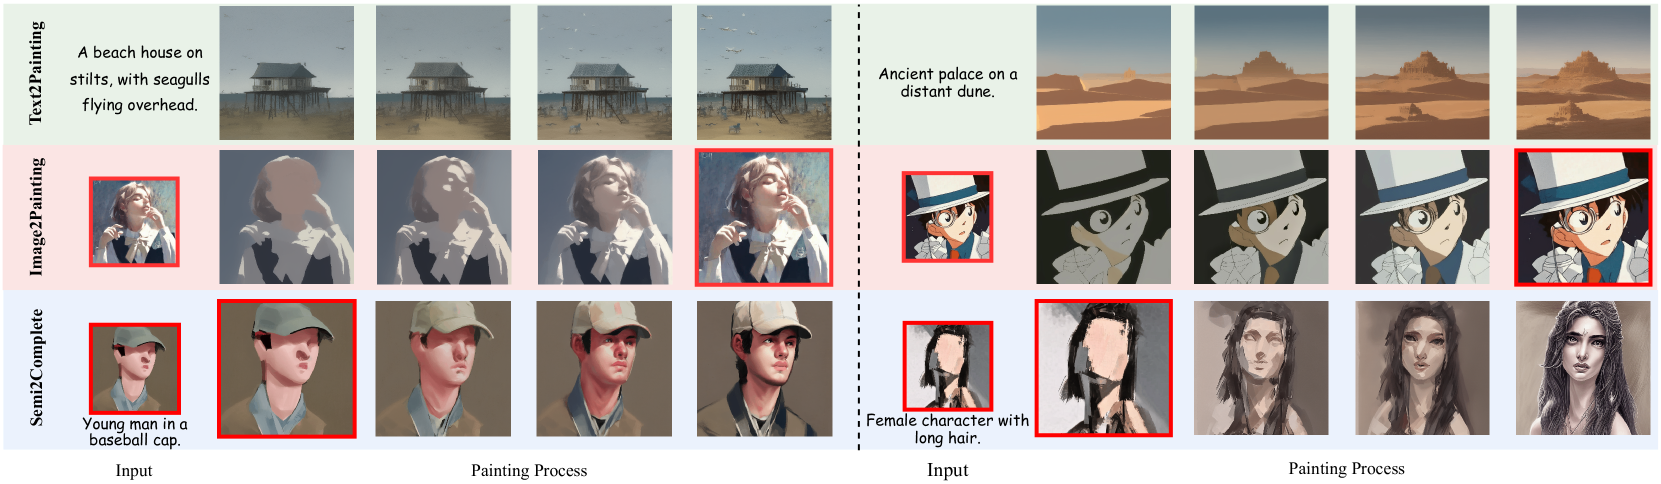 Text2Painting
A beach house on
stilts, with seagulls
flying overhead.
Ancient palace on a
distant dune.
Image2Painting
Semi2Complete
Young man in a
baseball cap.
Female character with
long hair.
Input
Painting Process
Input
Painting Process